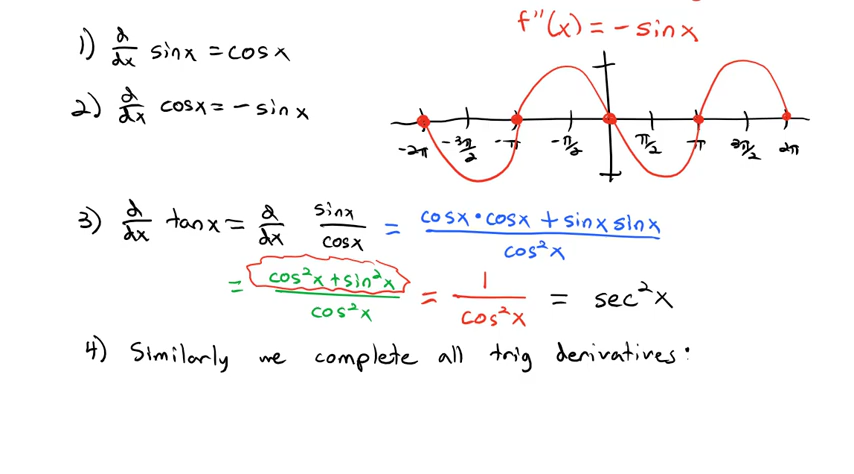 f''(x) = - sin x
1) d/dx sin x = cos x
2) d/dx cos x = - sin x
-2π -3π/2 -π -π/2 π/2 π 3π/2 2π
3) d/dx tan x = d/dx sin x/cos x = cos x · cos x + sin x sin x/cos²x
= cos²x + sin²x/cos²x = 1/cos²x = sec²x
4) Similarly we complete all trig derivatives: